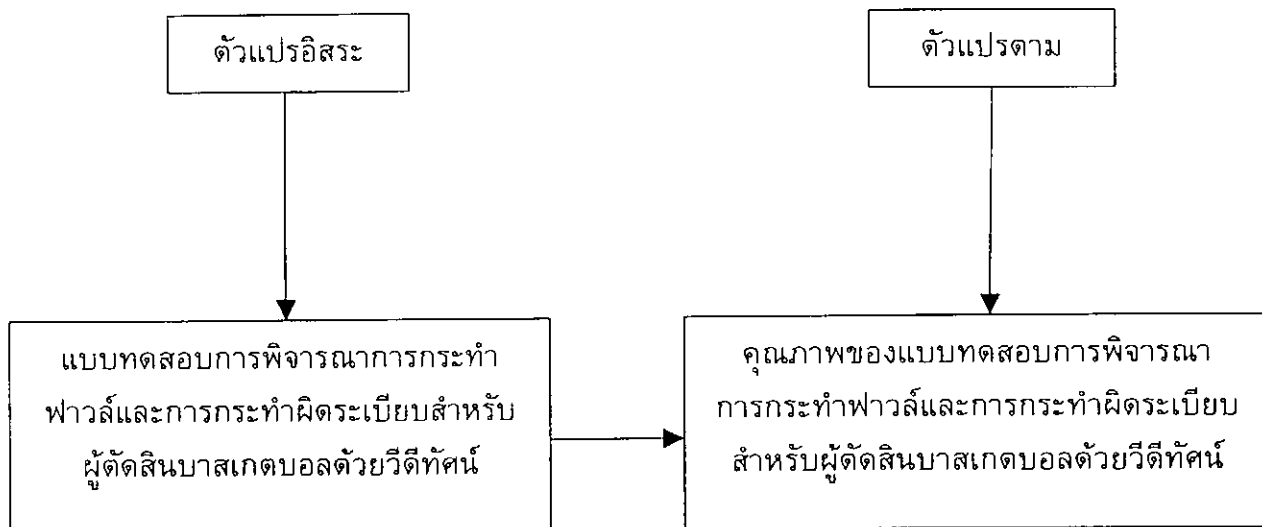 ตัวแปรอิสระ
ตัวแปรตาม
แบบทดสอบการพิจารณาการกระทำ
ฟาวล์และการกระทำผิดระเบียบสำหรับ
ผู้ตัดสินบาสเกตบอลด้วยวีดีทัศน์
คุณภาพของแบบทดสอบการพิจารณา
การกระทำฟาวล์และการกระทำผิดระเบียบ
สำหรับผู้ตัดสินบาสเกตบอลด้วยวีดีทัศน์